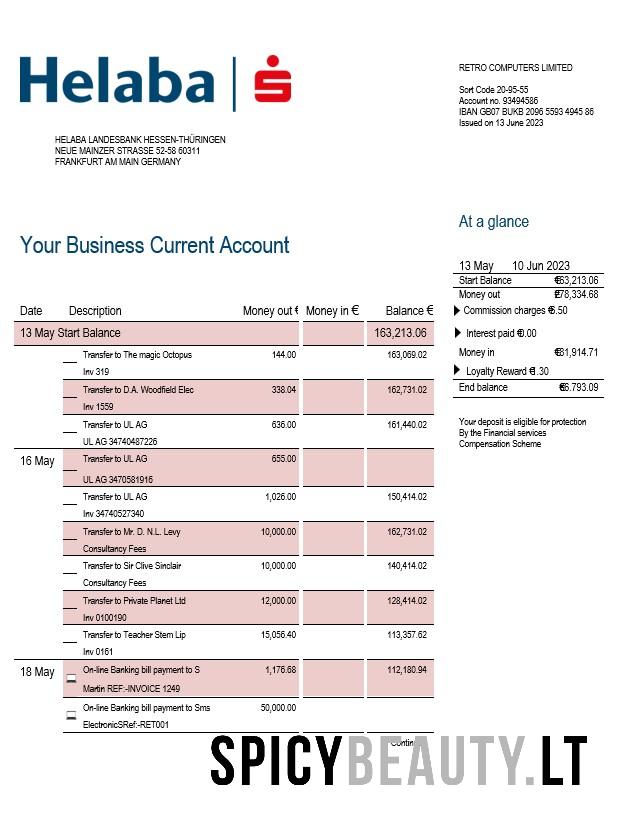 Helaba
RETRO COMPUTERS LIMITED
Sort Code 20-95-55
Account no. 93494586
IBAN GB07 BUKB 2096 5593 4945 86
Issued on 13 June 2023
HELABA LANDESBANK HESSEN-THÜRINGEN
NEUE MAINZER STRASSE 52-58 60311
FRANKFURT AM MAIN GERMANY
At a glance
Your Business Current Account
13 May 10 Jun 2023
Start Balance €63,213.06
Money out £78,334.68
Commission charges €6.50
Interest paid €0.00
Money in €31,914.71
Loyalty Reward €1.30
End balance €6.793.09
Your deposit is eligible for protection
By the Financial services
Compensation Scheme
Date Description Money out € Money in € Balance €
13 May Start Balance 163,213.06
Transfer to The magic Octopus 144.00 163,069.02
Inv 319
Transfer to D.A. Woodfield Elec 338.04 162,731.02
Inv 1559
Transfer to UL AG 636.00 161,440.02
UL AG 34740487226
16 May Transfer to UL AG 655.00
UL AG 3470581916
Transfer to UL AG 1,026.00 150,414.02
Inv 34740527340
Transfer to Mr. D. N.L. Levy 10,000.00 162,731.02
Consultancy Fees
Transfer to Sir Clive Sinclair 10,000.00 140,414.02
Consultancy Fees
Transfer to Private Planet Ltd 12,000.00 128,414.02
Inv 0100190
Transfer to Teacher Stem Lip 15,056.40 113,357.62
Inv 0161
18 May On-line Banking bill payment to S 1,176.68 112,180.94
Martin REF:-INVOICE 1249
On-line Banking bill payment to Sms 50,000.00
ElectronicSRef:-RET001
SPICYBEAUTY.LT